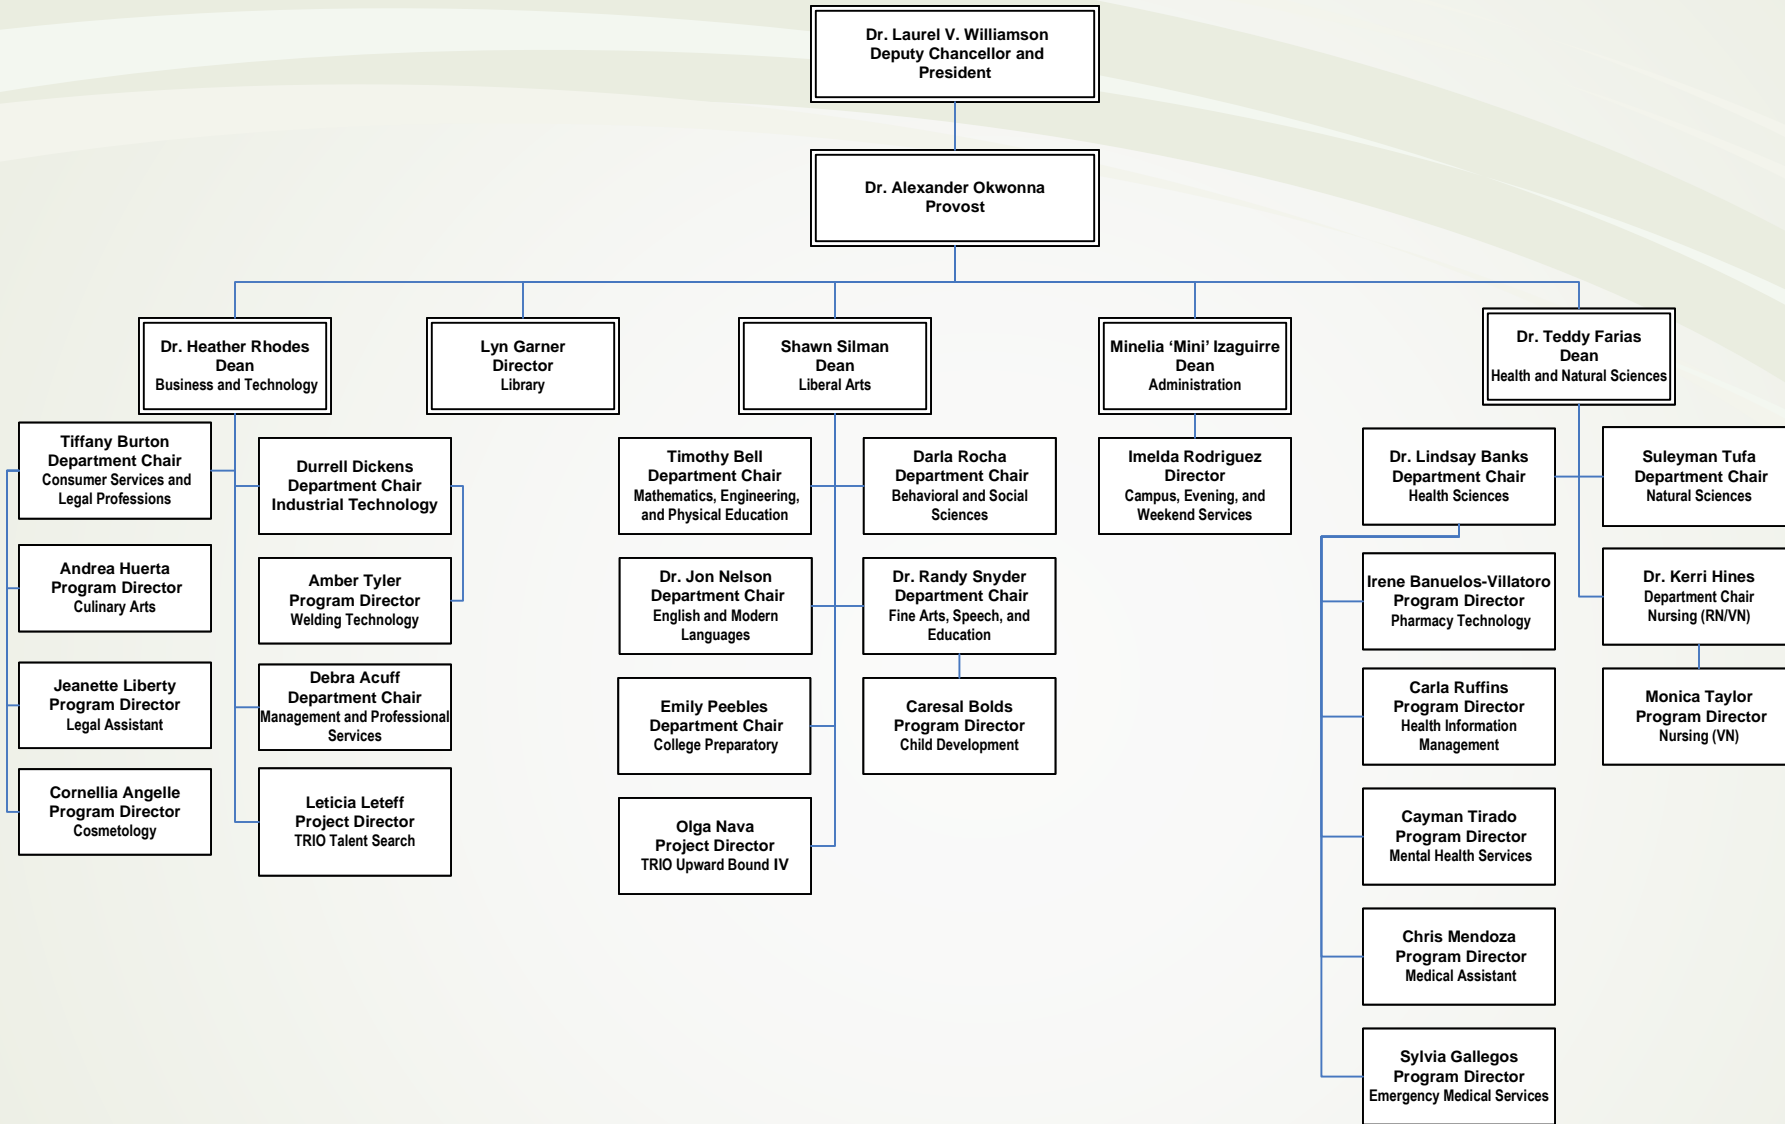 Dr. Laurel V. Williamson
Deputy Chancellor and
President
Dr. Alexander Okwonna
Provost
Dr. Heather Rhodes
Dean
Business and Technology
Lyn Garner
Director
Library
Shawn Silman
Dean
Liberal Arts
Minelia ‘Mini’ Izaguirre
Dean
Administration
Dr. Teddy Farias
Dean
Health and Natural Sciences
Tiffany Burton
Department Chair
Consumer Services and
Legal Professions
Andrea Huerta
Program Director
Culinary Arts
Jeanette Liberty
Program Director
Legal Assistant
Cornellia Angelle
Program Director
Cosmetology
Durrell Dickens
Department Chair
Industrial Technology
Amber Tyler
Program Director
Welding Technology
Debra Acuff
Department Chair
Management and Professional
Services
Leticia Leteff
Project Director
TRIO Talent Search
Timothy Bell
Department Chair
Mathematics, Engineering,
and Physical Education
Dr. Jon Nelson
Department Chair
English and Modern
Languages
Emily Peebles
Department Chair
College Preparatory
Olga Nava
Project Director
TRIO Upward Bound IV
Darla Rocha
Department Chair
Behavioral and Social
Sciences
Dr. Randy Snyder
Department Chair
Fine Arts, Speech, and
Education
Caresal Bolds
Program Director
Child Development
Imelda Rodriguez
Director
Campus, Evening, and
Weekend Services
Dr. Lindsay Banks
Department Chair
Health Sciences
Irene Banuelos-Villatoro
Program Director
Pharmacy Technology
Carla Ruffins
Program Director
Health Information
Management
Cayman Tirado
Program Director
Mental Health Services
Chris Mendoza
Program Director
Medical Assistant
Sylvia Gallegos
Program Director
Emergency Medical Services
Suleyman Tufa
Department Chair
Natural Sciences
Dr. Kerri Hines
Department Chair
Nursing (RN/VN)
Monica Taylor
Program Director
Nursing (VN)